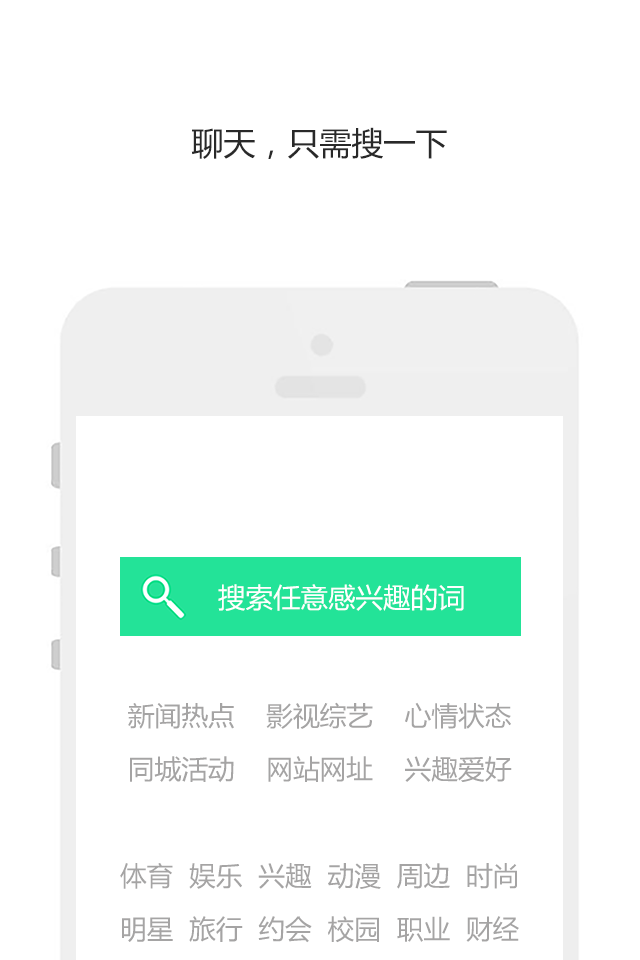 聊天，只需搜一下
搜索任意感兴趣的词
新闻热点 影视综艺 心情状态
同城活动 网站网址 兴趣爱好
体育 娱乐 兴趣 动漫 周边 时尚
明星 旅行 约会 校园 职业 财经